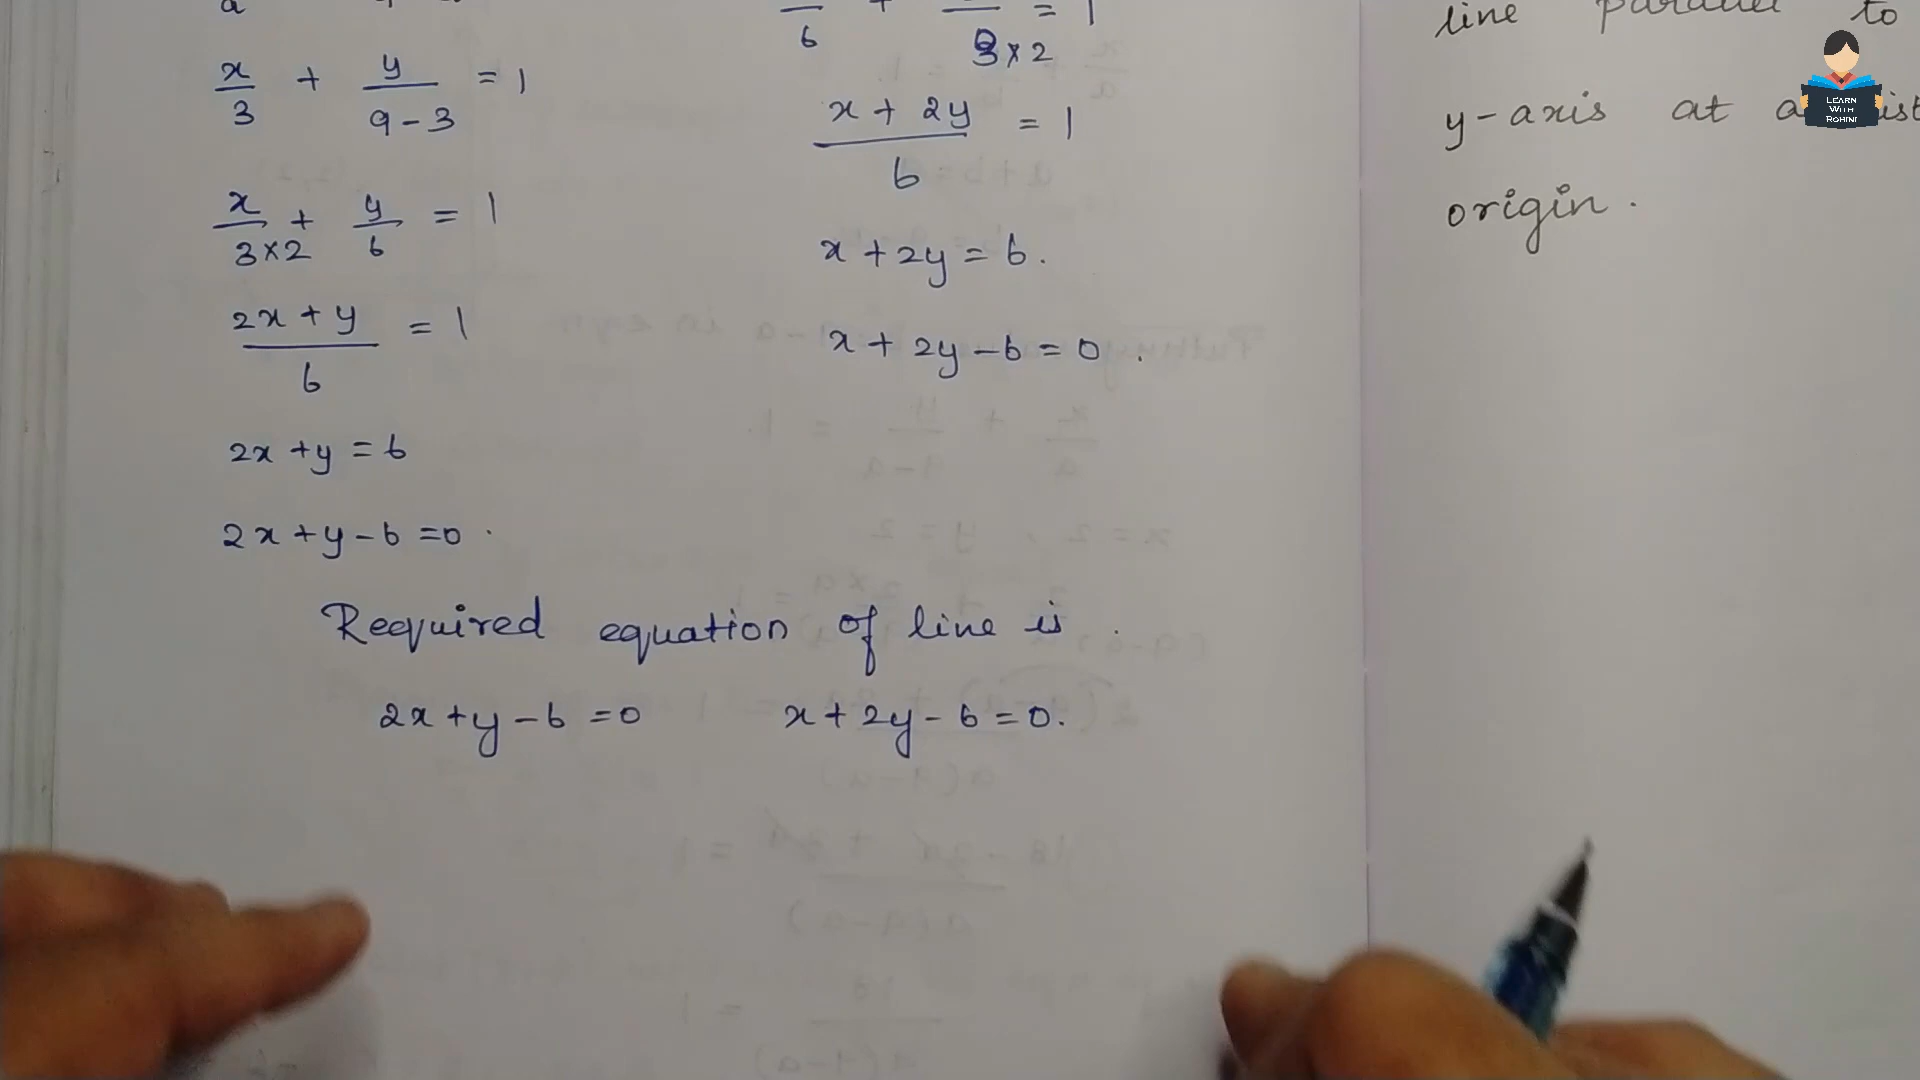 a
x/3 + y/(9-3) = 1
x/(3×2) + y/6 = 1
(2x + y)/6 = 1
2x + y = 6
2x + y - 6 = 0.
6 + 3×2 = 1
(x + 2y)/6 = 1
x + 2y = 6.
x + 2y - 6 = 0.
Required equation of line is
2x + y - 6 = 0 x + 2y - 6 = 0.
line parallel to
y-axis at a
origin.
LEARN
WITH
ROHINI